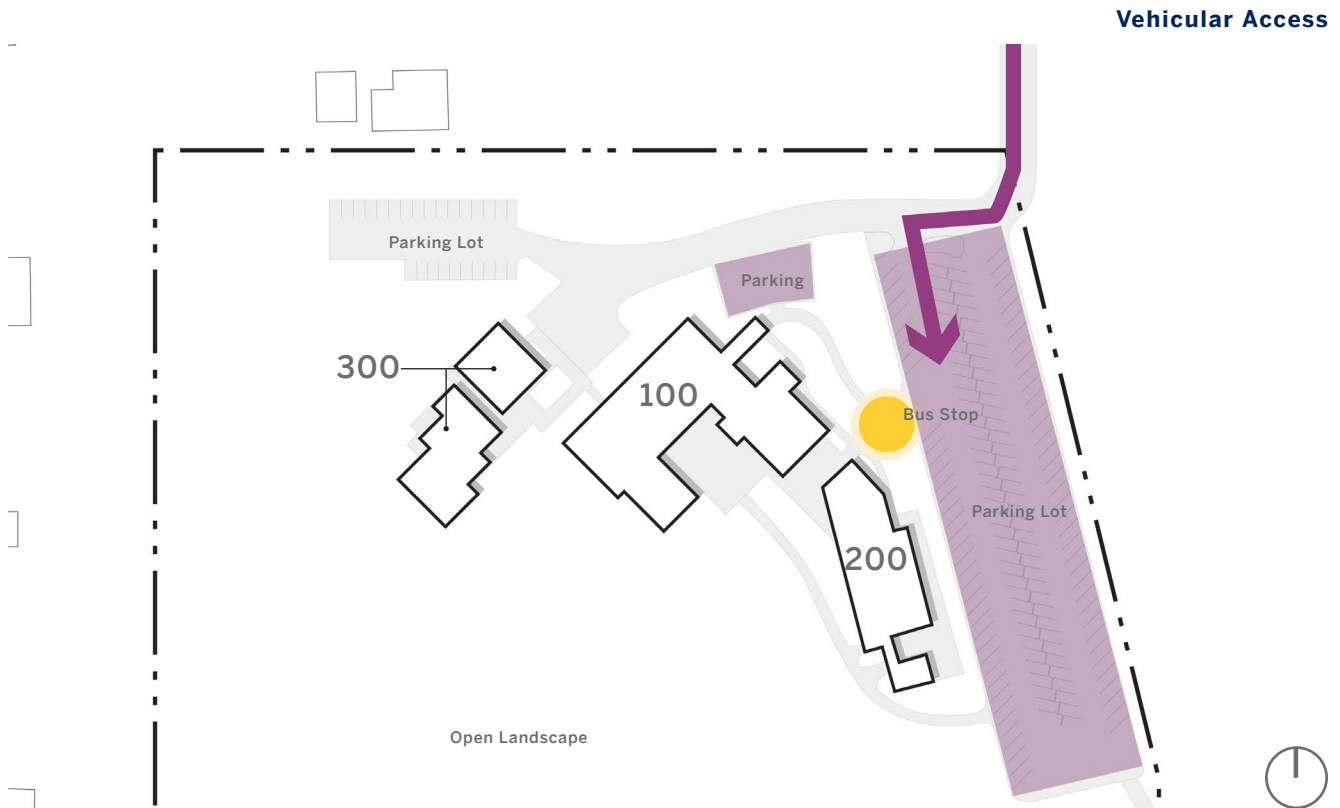 Vehicular Access
Parking Lot
Parking
300
100
Bus Stop
Parking Lot
200
Open Landscape